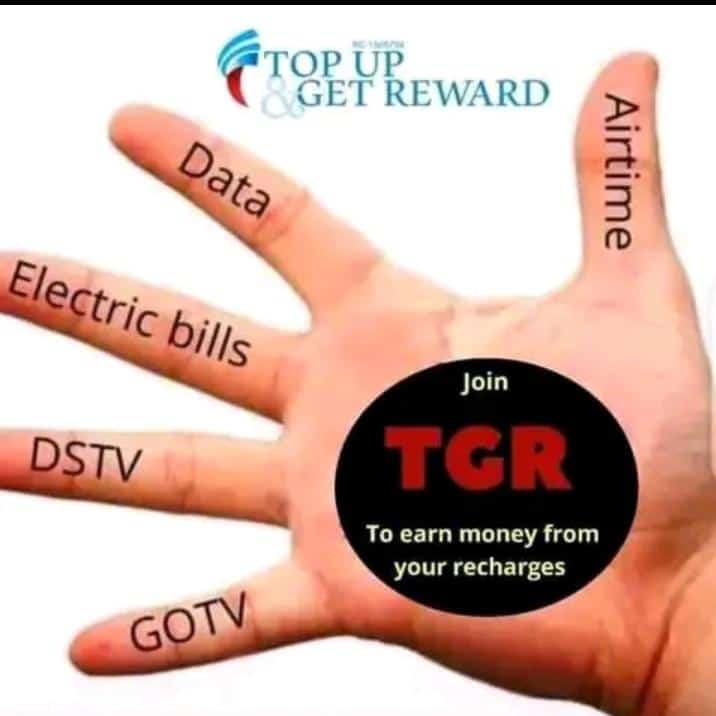 TOP UP
& GET REWARD
Airtime
Data
Electric bills
DSTV
GOTV
Join
TGR
To earn money from
your recharges